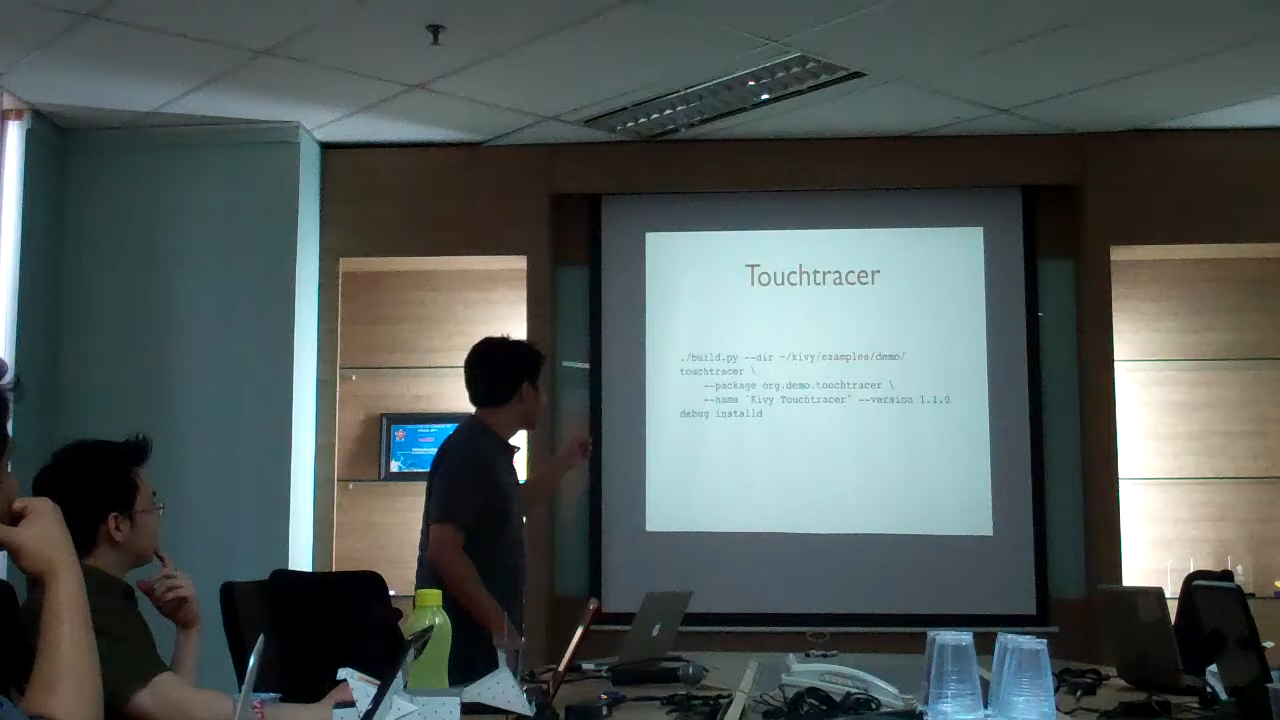 Touchtracer
./build.py --dir ~/kivy/examples/demo/
touchtracer \
--package org.demo.touchtracer \
--name "Kivy Touchtracer" --version 1.1.0
debug installd